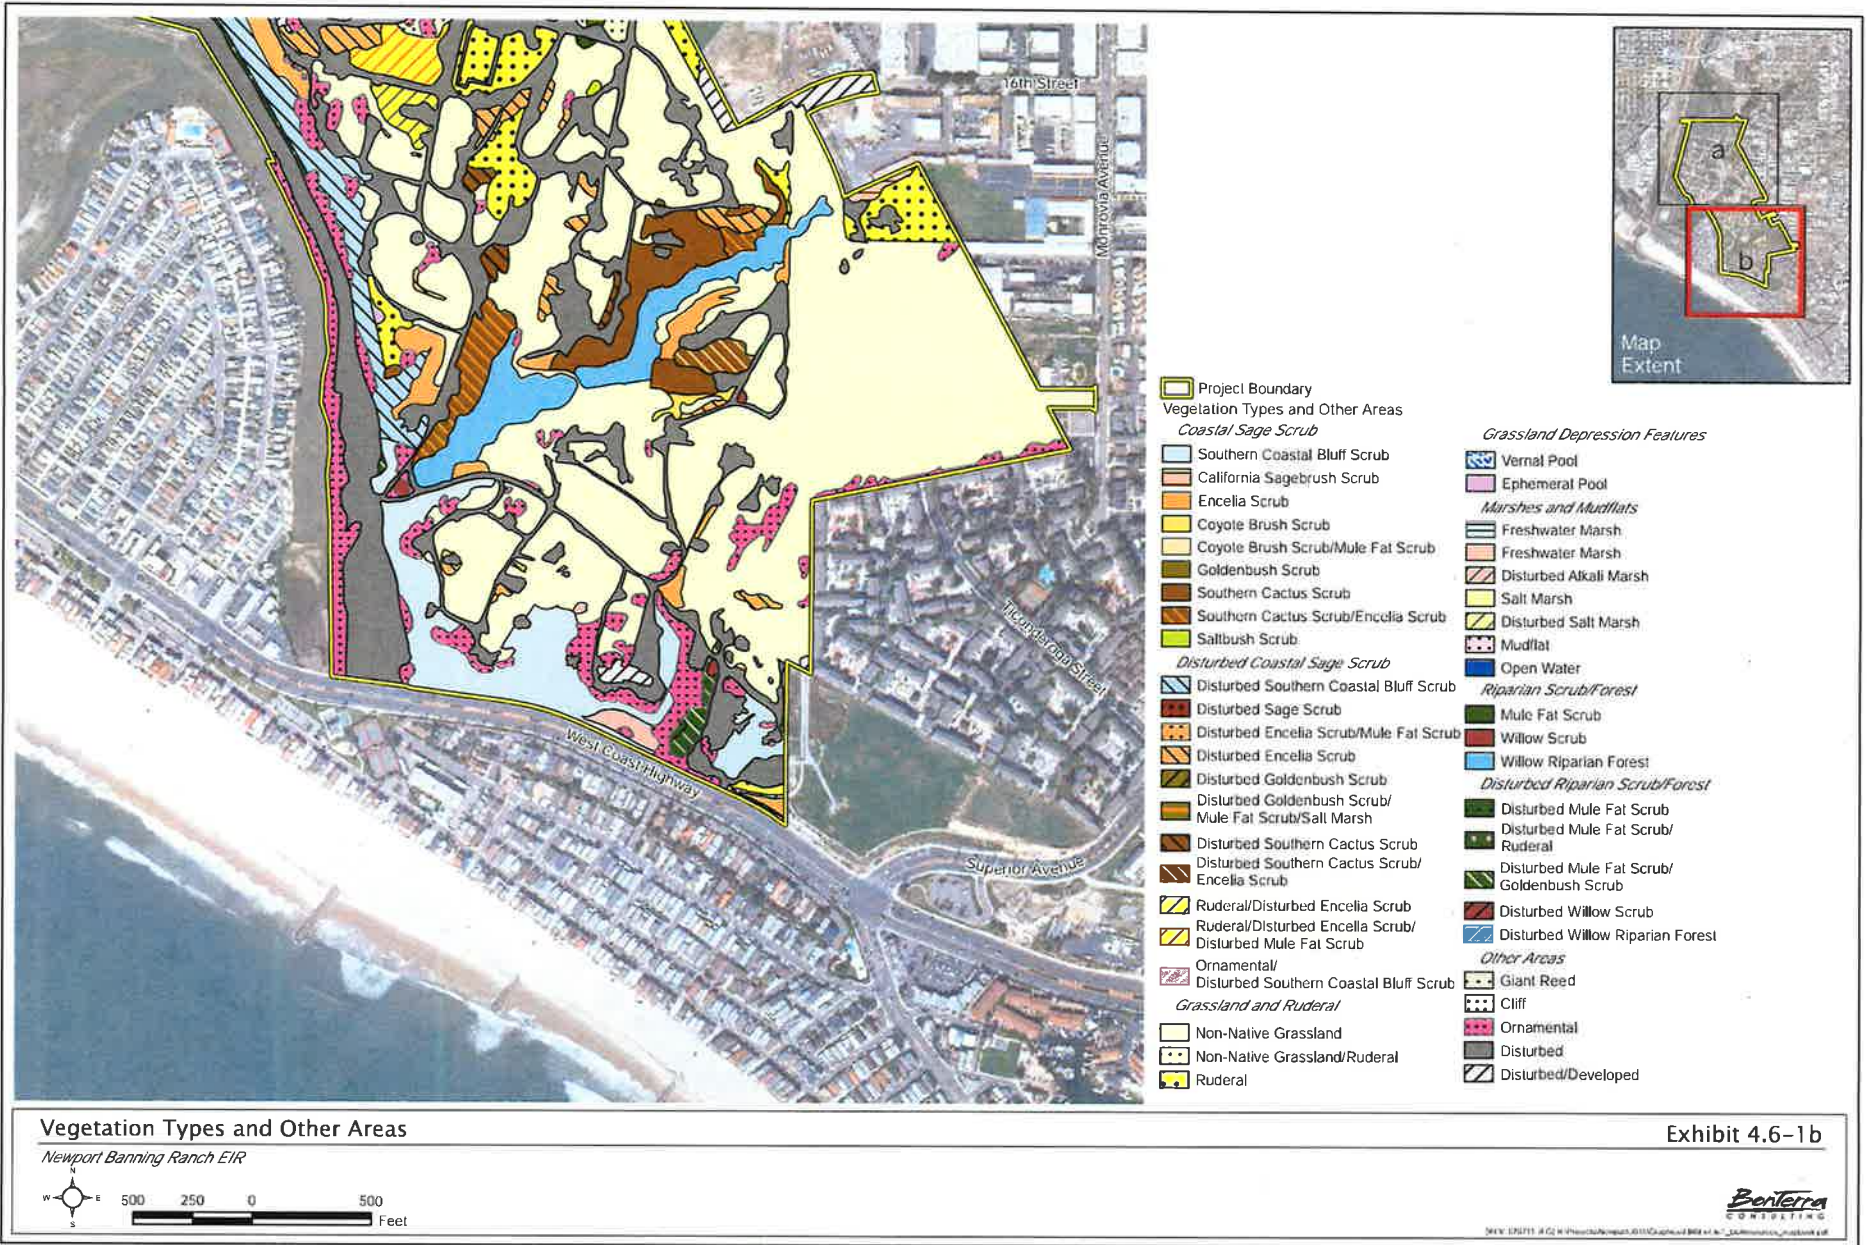 16th Street
Monrovia Avenue
Ticonderoga Street
West Coast Highway
Superior Avenue
a
b
Map
Extent
Project Boundary
Vegetation Types and Other Areas
Coastal Sage Scrub
Southern Coastal Bluff Scrub
California Sagebrush Scrub
Encelia Scrub
Coyote Brush Scrub
Coyote Brush Scrub/Mule Fat Scrub
Goldenbush Scrub
Southern Cactus Scrub
Southern Cactus Scrub/Encelia Scrub
Saltbush Scrub
Disturbed Coastal Sage Scrub
Disturbed Southern Coastal Bluff Scrub
Disturbed Sage Scrub
Disturbed Encelia Scrub/Mule Fat Scrub
Disturbed Encelia Scrub
Disturbed Goldenbush Scrub
Disturbed Goldenbush Scrub/
Mule Fat Scrub/Salt Marsh
Disturbed Southern Cactus Scrub
Disturbed Southern Cactus Scrub/
Encelia Scrub
Ruderal/Disturbed Encelia Scrub
Ruderal/Disturbed Encelia Scrub/
Disturbed Mule Fat Scrub
Ornamental/
Disturbed Southern Coastal Bluff Scrub
Grassland and Ruderal
Non-Native Grassland
Non-Native Grassland/Ruderal
Ruderal
Grassland Depression Features
Vernal Pool
Ephemeral Pool
Marshes and Mudflats
Freshwater Marsh
Freshwater Marsh
Disturbed Alkali Marsh
Salt Marsh
Disturbed Salt Marsh
Mudflat
Open Water
Riparian Scrub/Forest
Mule Fat Scrub
Willow Scrub
Willow Riparian Forest
Disturbed Riparian Scrub/Forest
Disturbed Mule Fat Scrub
Disturbed Mule Fat Scrub/
Ruderal
Disturbed Mule Fat Scrub/
Goldenbush Scrub
Disturbed Willow Scrub
Disturbed Willow Riparian Forest
Other Areas
Giant Reed
Cliff
Ornamental
Disturbed
Disturbed/Developed
Vegetation Types and Other Areas
Exhibit 4.6-1b
Newport Banning Ranch EIR
N
W E
S
500 250 0 500
Feet
BonTerra
CONSULTING